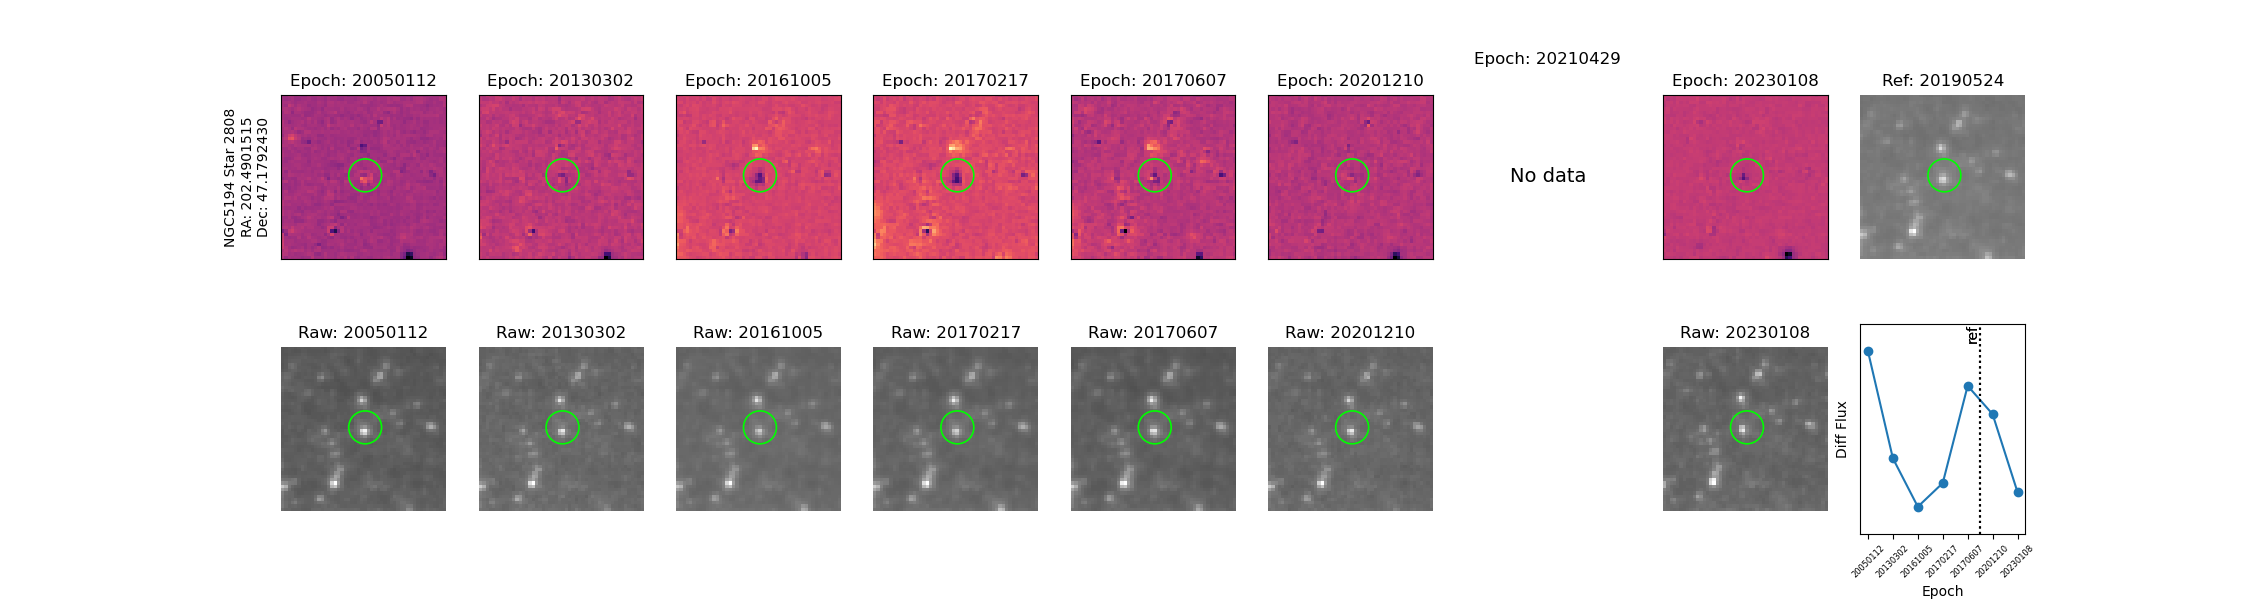 NGC5194 Star 2808
RA: 202.4901515
Dec: 47.1792430
Epoch: 20050112
Epoch: 20130302
Epoch: 20161005
Epoch: 20170217
Epoch: 20170607
Epoch: 20201210
Epoch: 20210429
No data
Epoch: 20230108
Ref: 20190524
Raw: 20050112
Raw: 20130302
Raw: 20161005
Raw: 20170217
Raw: 20170607
Raw: 20201210
Raw: 20230108
Diff Flux
ref
20050112
20130302
20161005
20170217
20170607
20201210
20230108
Epoch